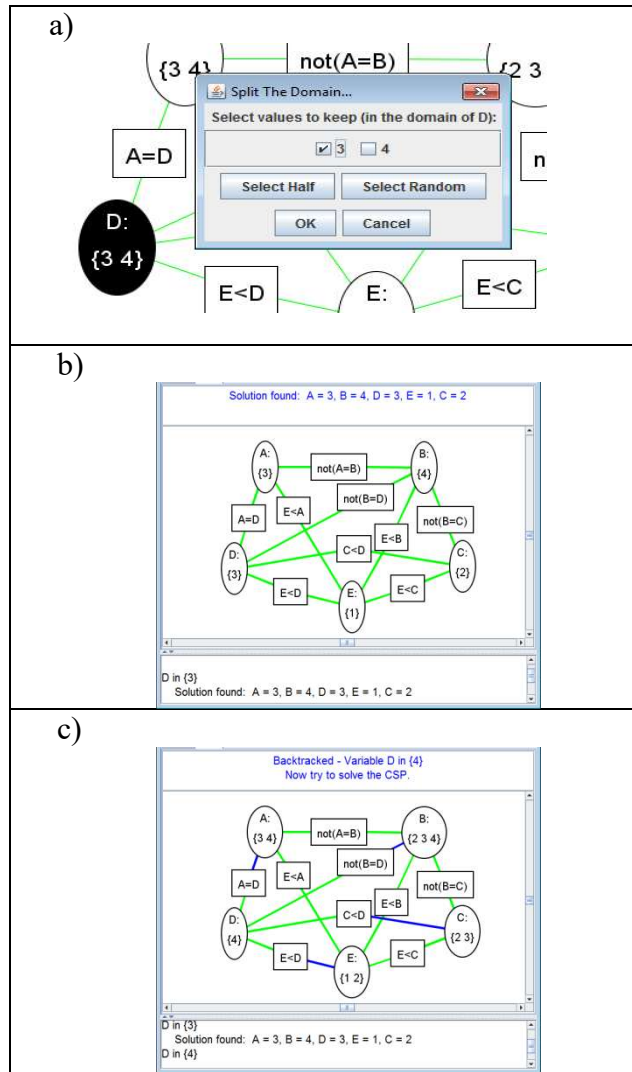 a)
{3 4}
not(A=B)
{2 3
Split The Domain...
Select values to keep (in the domain of D):
3 4
A=D
n
Select Half Select Random
D:
{3 4}
OK Cancel
E<D
E:
E<C
b)
Solution found: A = 3, B = 4, D = 3, E = 1, C = 2
A:
{3}
not(A=B)
B:
{4}
E<A
not(B=D)
A=D
not(B=C)
C<D
E<B
D:
{3}
C:
{2}
E<D
E:
{1}
E<C
D in {3}
Solution found: A = 3, B = 4, D = 3, E = 1, C = 2
c)
Backtracked - Variable D in {4}
Now try to solve the CSP.
A:
{3 4}
not(A=B)
B:
{2 3 4}
not(B=D)
A=D
E<A
not(B=C)
C<D
E<B
D:
{4}
C:
{2 3}
E<D
E:
{1 2}
E<C
D in {3}
Solution found: A = 3, B = 4, D = 3, E = 1, C = 2
D in {4}